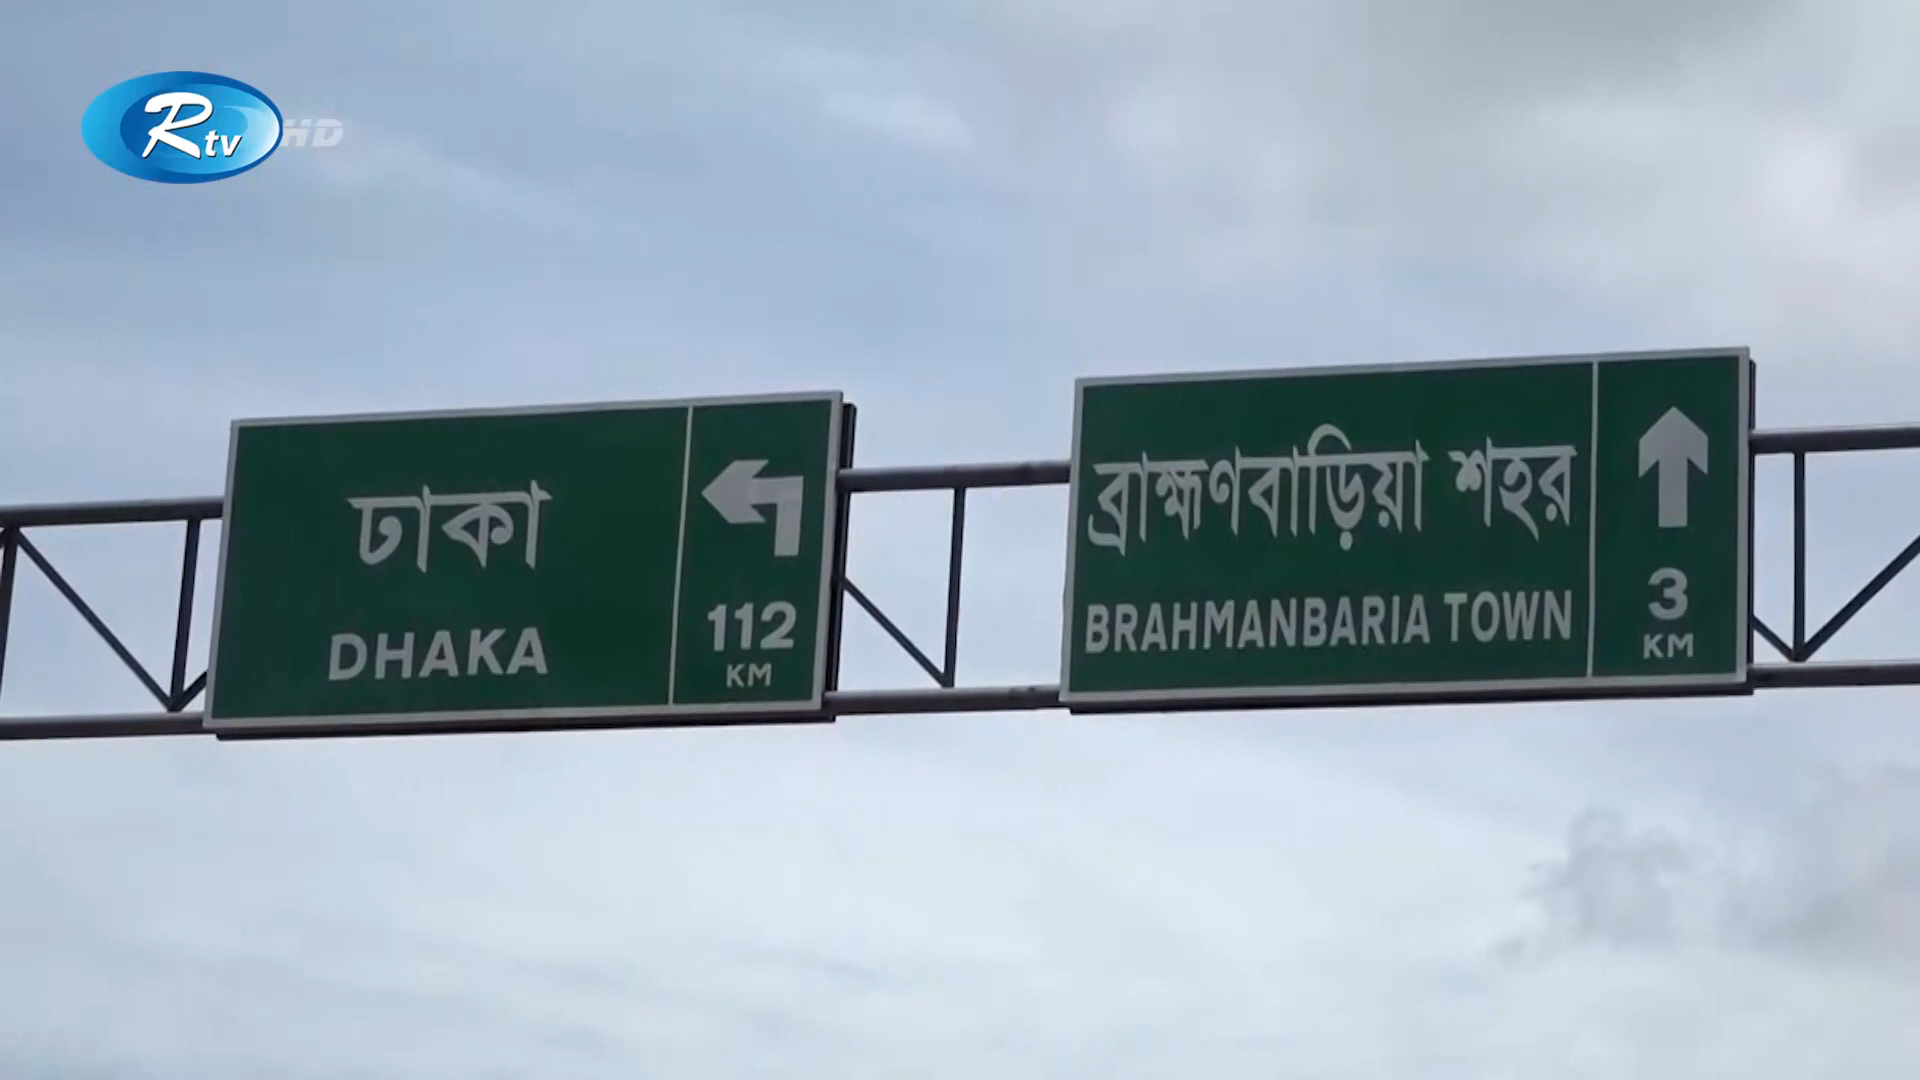 Rtv HD
ঢাকা
DHAKA
112
KM
ব্রাহ্মণবাড়িয়া শহর
BRAHMANBARIA TOWN
3
KM